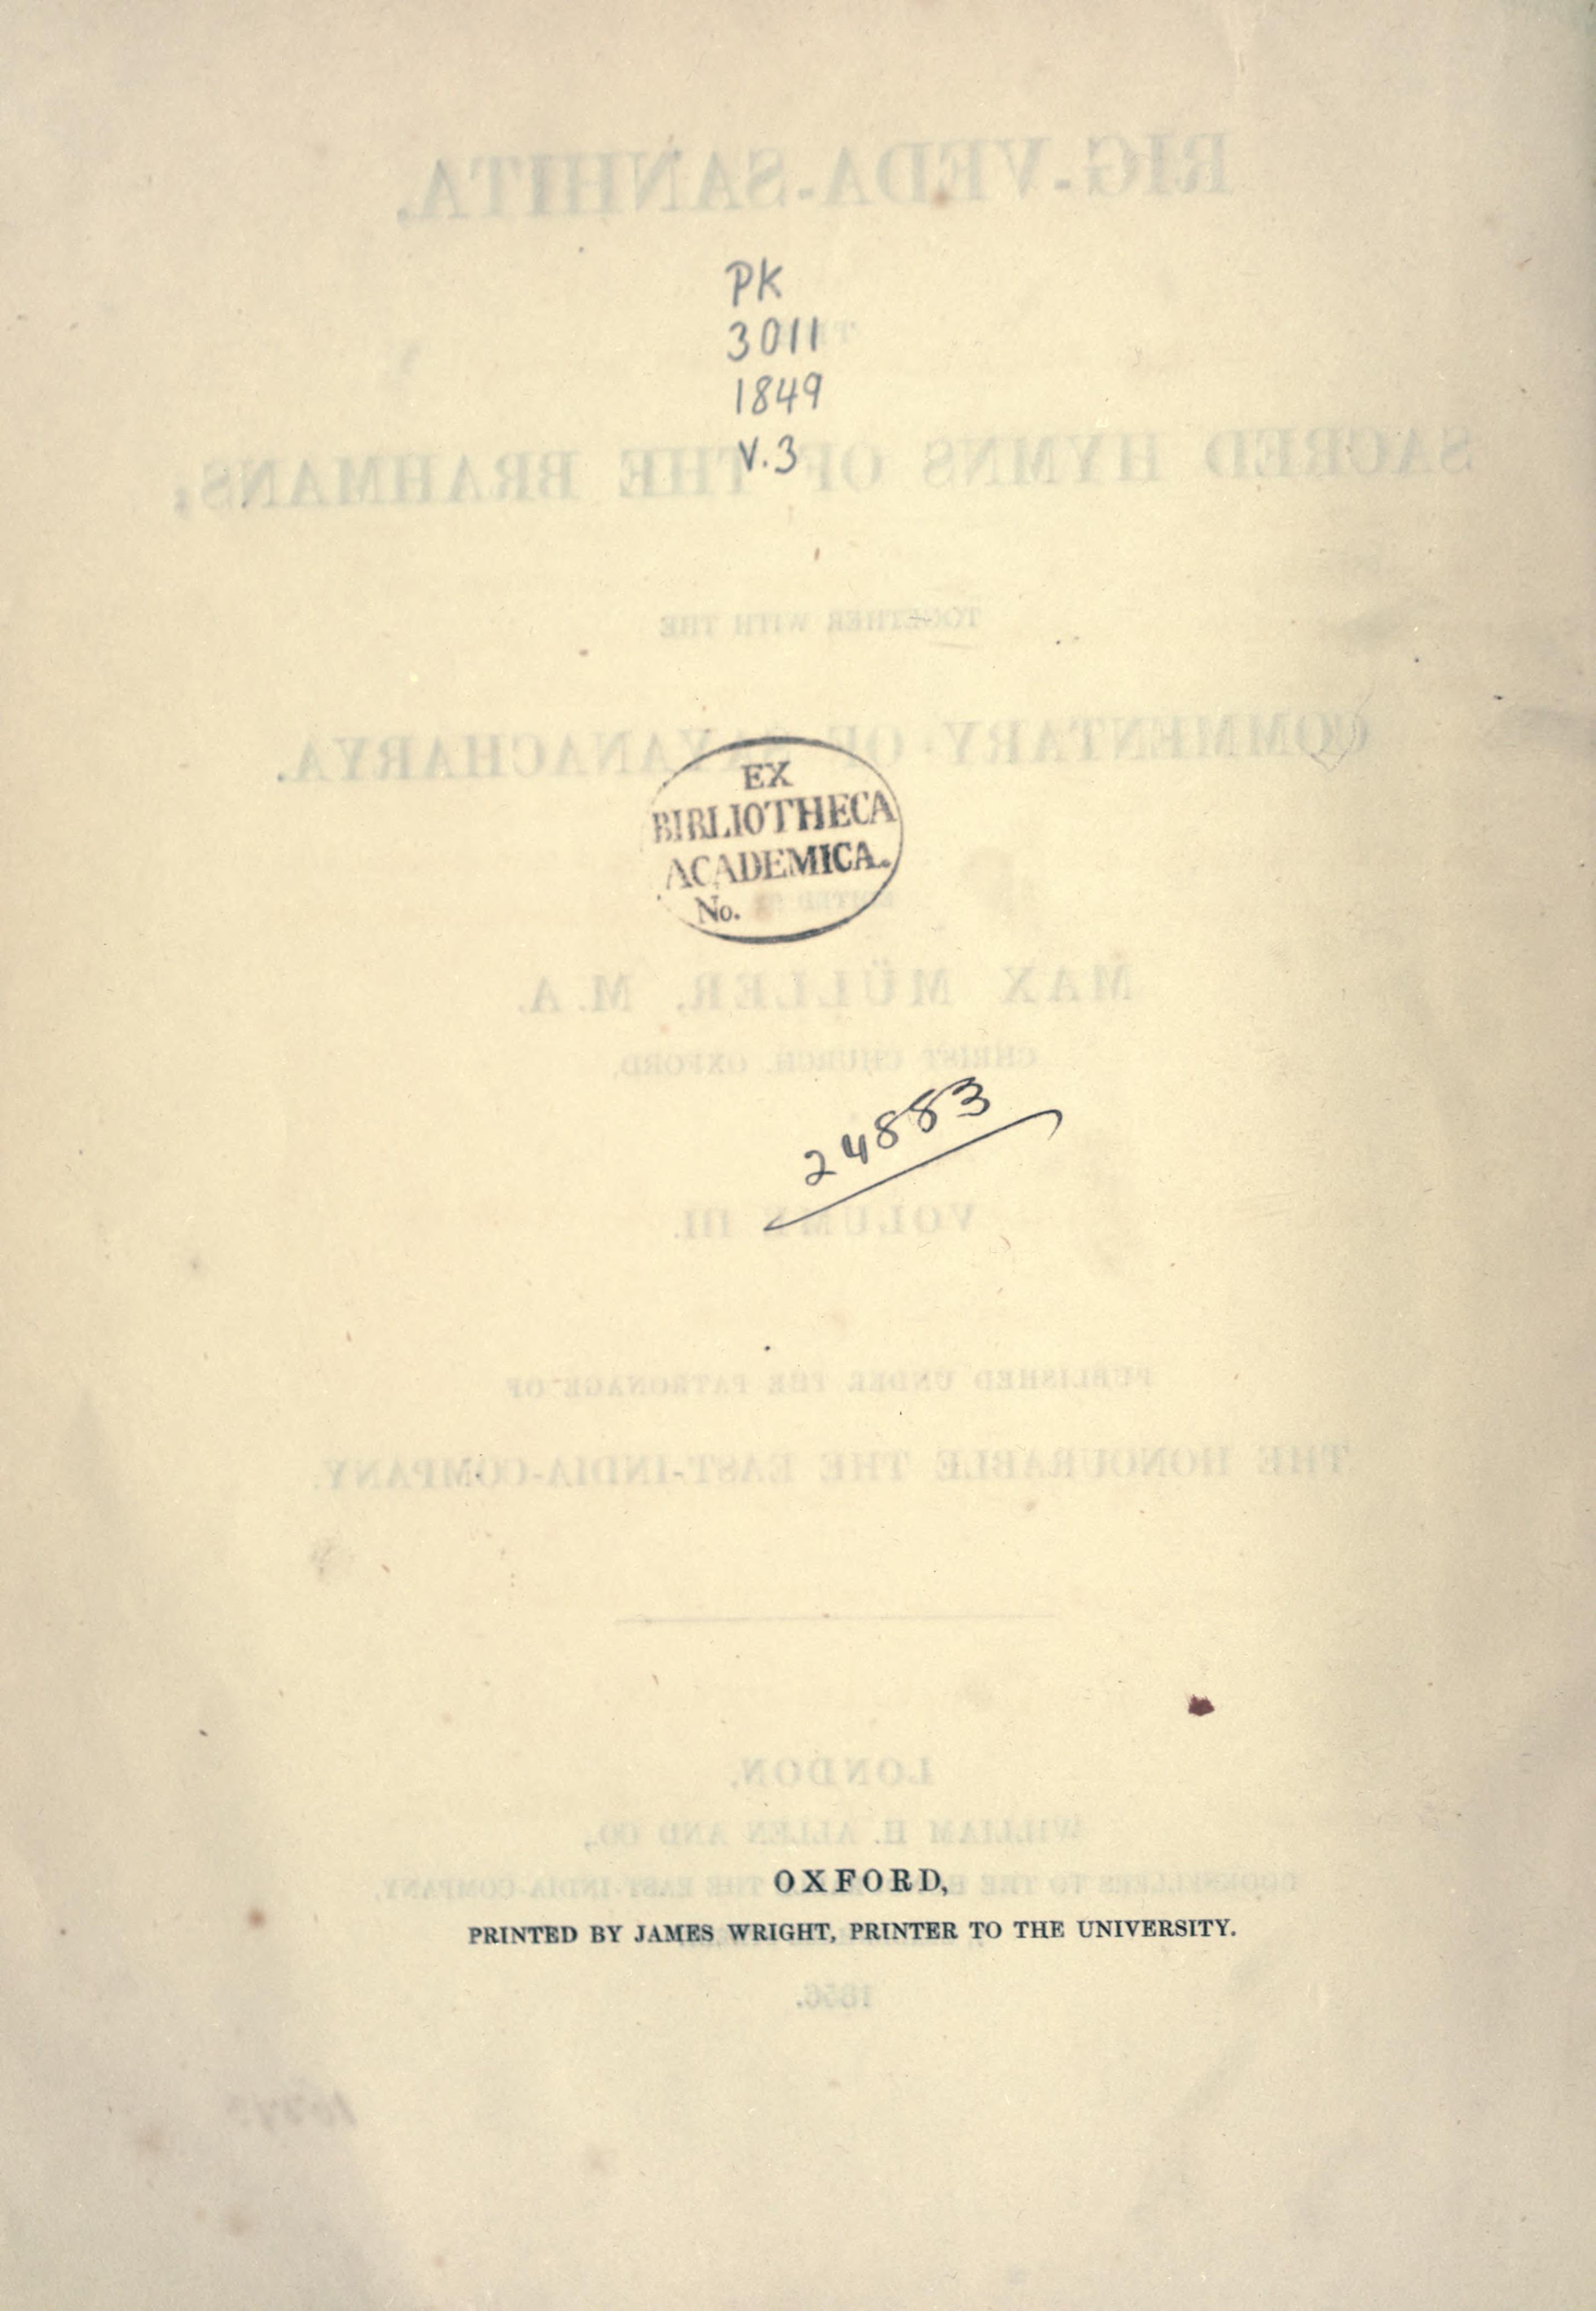 PK
3011
1849
v.3
EX
BIBLIOTHECA
ACADEMICA.
No.
24883
OXFORD,
PRINTED BY JAMES WRIGHT, PRINTER TO THE UNIVERSITY.